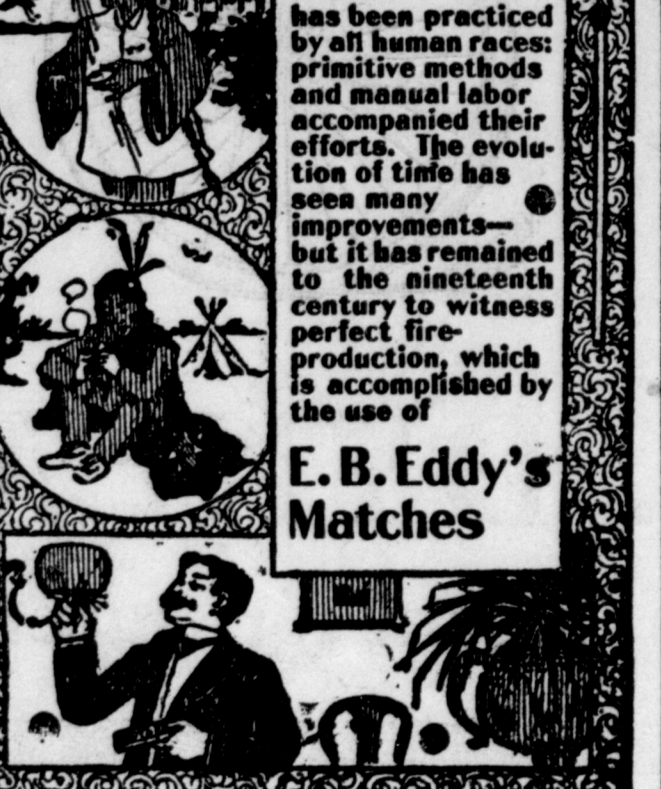 has been practiced
by all human races:
primitive methods
and manual labor
accompanied their
efforts. The evolu-
tion of time has
seen many
improvements—
but it has remained
to the nineteenth
century to witness
perfect fire-
production, which
is accomplished by
the use of
E. B. Eddy's
Matches